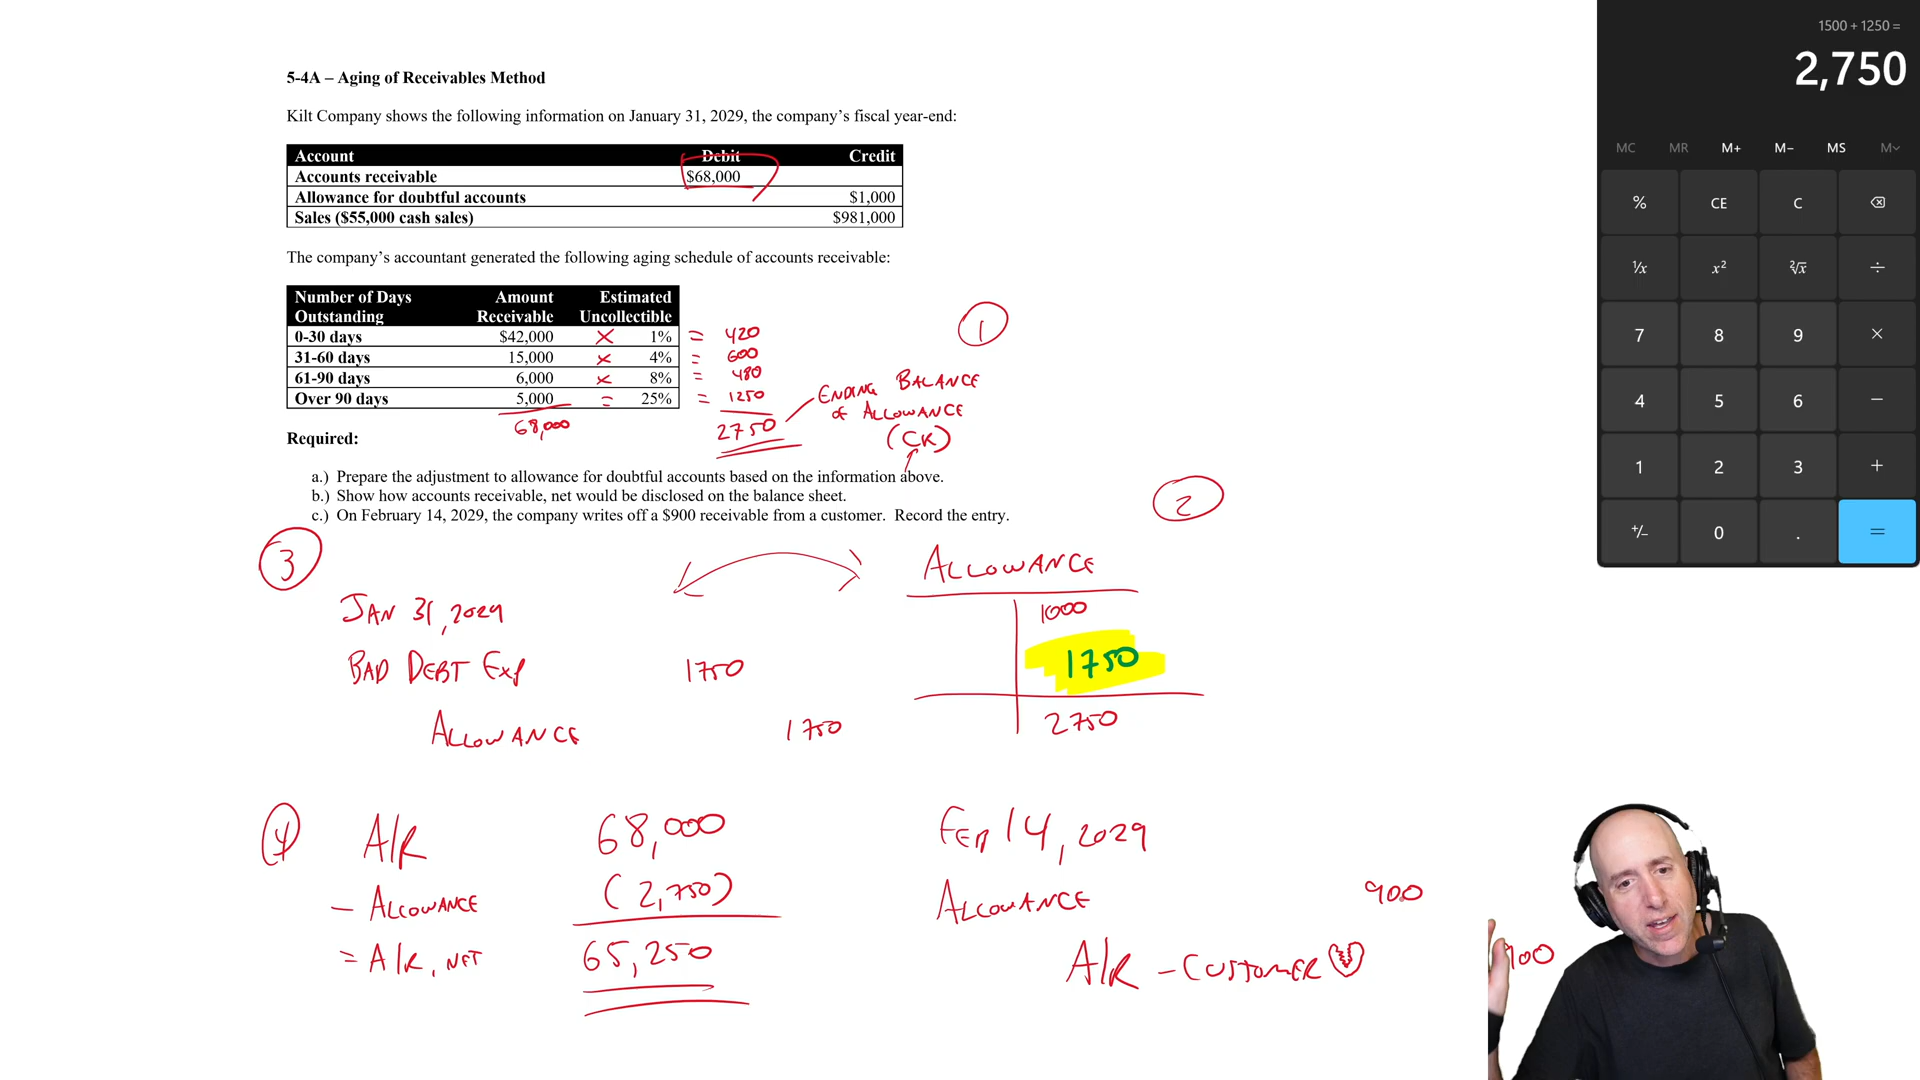 5-4A – Aging of Receivables Method
Kilt Company shows the following information on January 31, 2029, the company's fiscal year-end:
Account Debit Credit
Accounts receivable $68,000
Allowance for doubtful accounts $1,000
Sales ($55,000 cash sales) $981,000
The company's accountant generated the following aging schedule of accounts receivable:
Number of Days Outstanding Amount Receivable Estimated Uncollectible
0-30 days $42,000 × 1% = 420
31-60 days 15,000 × 4% = 600
61-90 days 6,000 × 8% = 480
Over 90 days 5,000 = 25% = 1250
68,000 2750
ENDING BALANCE
OF ALLOWANCE
(CR)
1
Required:
a.) Prepare the adjustment to allowance for doubtful accounts based on the information above.
b.) Show how accounts receivable, net would be disclosed on the balance sheet.
c.) On February 14, 2029, the company writes off a $900 receivable from a customer. Record the entry.
2
3
JAN 31, 2029
BAD DEBT EXP 1750
ALLOWANCE 1750
ALLOWANCE
1000
1750
2750
4
A/R 68,000
– ALLOWANCE (2,750)
= A/R, NET 65,250
FEB 14, 2029
ALLOWANCE 900
A/R – CUSTOMER 900
1500 + 1250 =
2,750
MC MR M+ M− MS M
% CE C
¹/x x² ²√x ÷
7 8 9 ×
4 5 6 −
1 2 3 +
+/− 0 . =